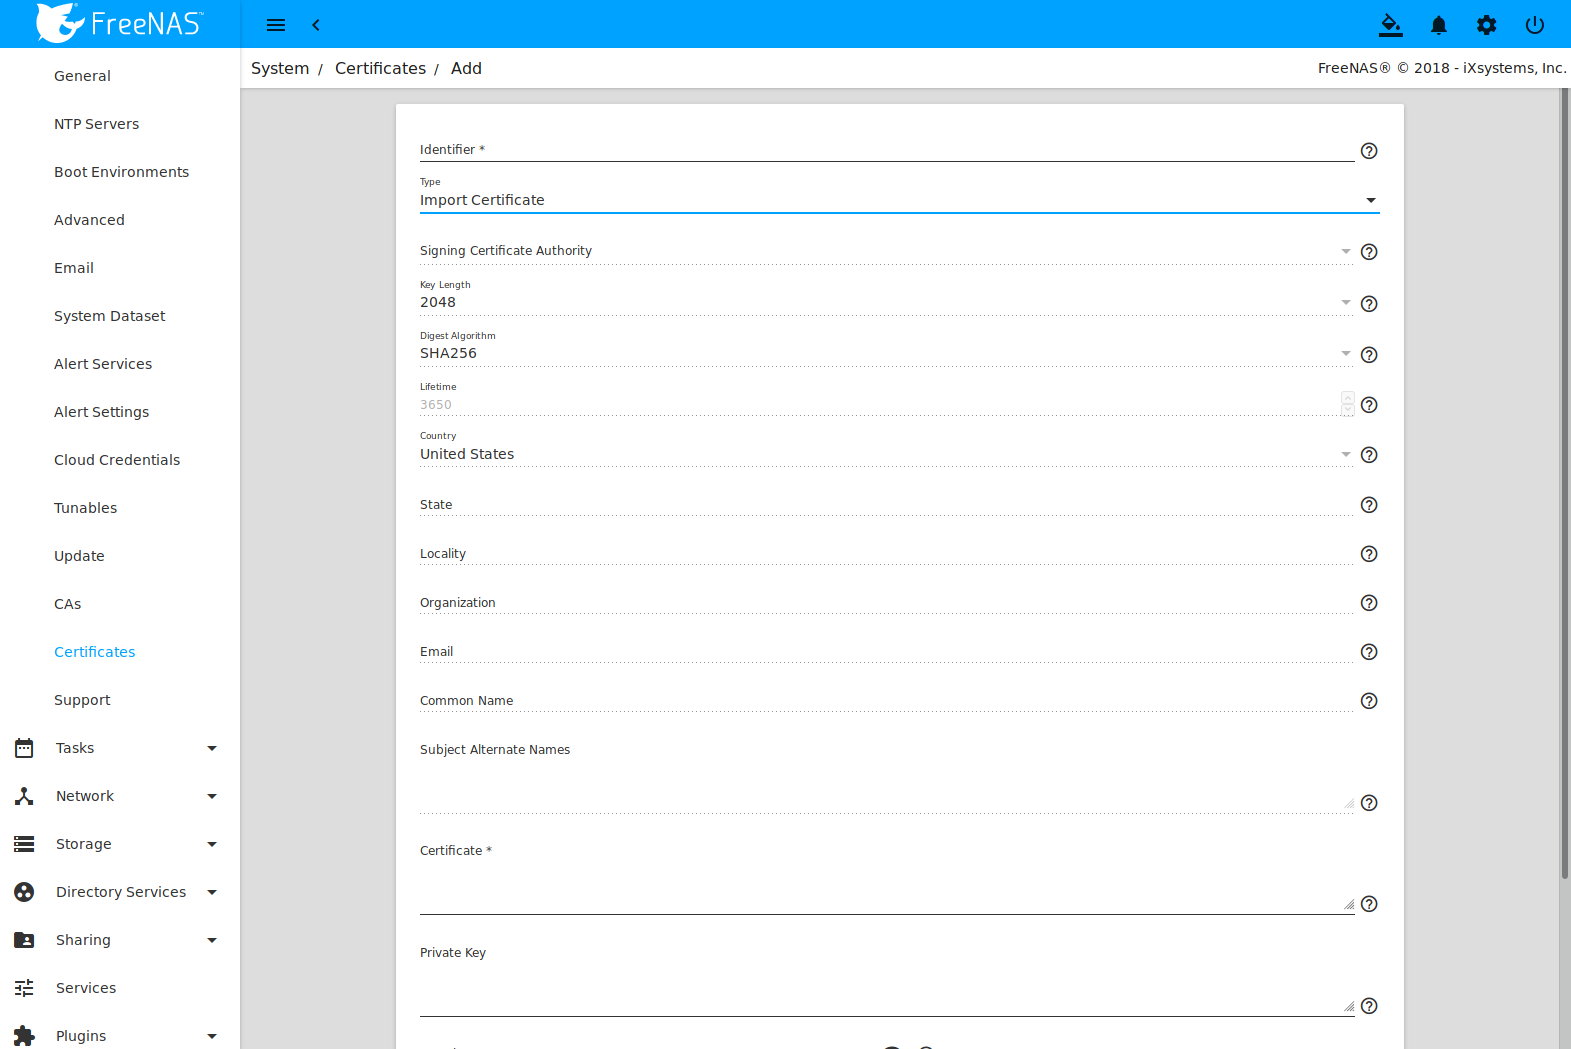 FreeNAS™
System / Certificates / Add
FreeNAS® © 2018 - iXsystems, Inc.
General
NTP Servers
Boot Environments
Advanced
Email
System Dataset
Alert Services
Alert Settings
Cloud Credentials
Tunables
Update
CAs
Certificates
Support
Tasks
Network
Storage
Directory Services
Sharing
Services
Plugins
Identifier *
Type
Import Certificate
Signing Certificate Authority
Key Length
2048
Digest Algorithm
SHA256
Lifetime
3650
Country
United States
State
Locality
Organization
Email
Common Name
Subject Alternate Names
Certificate *
Private Key